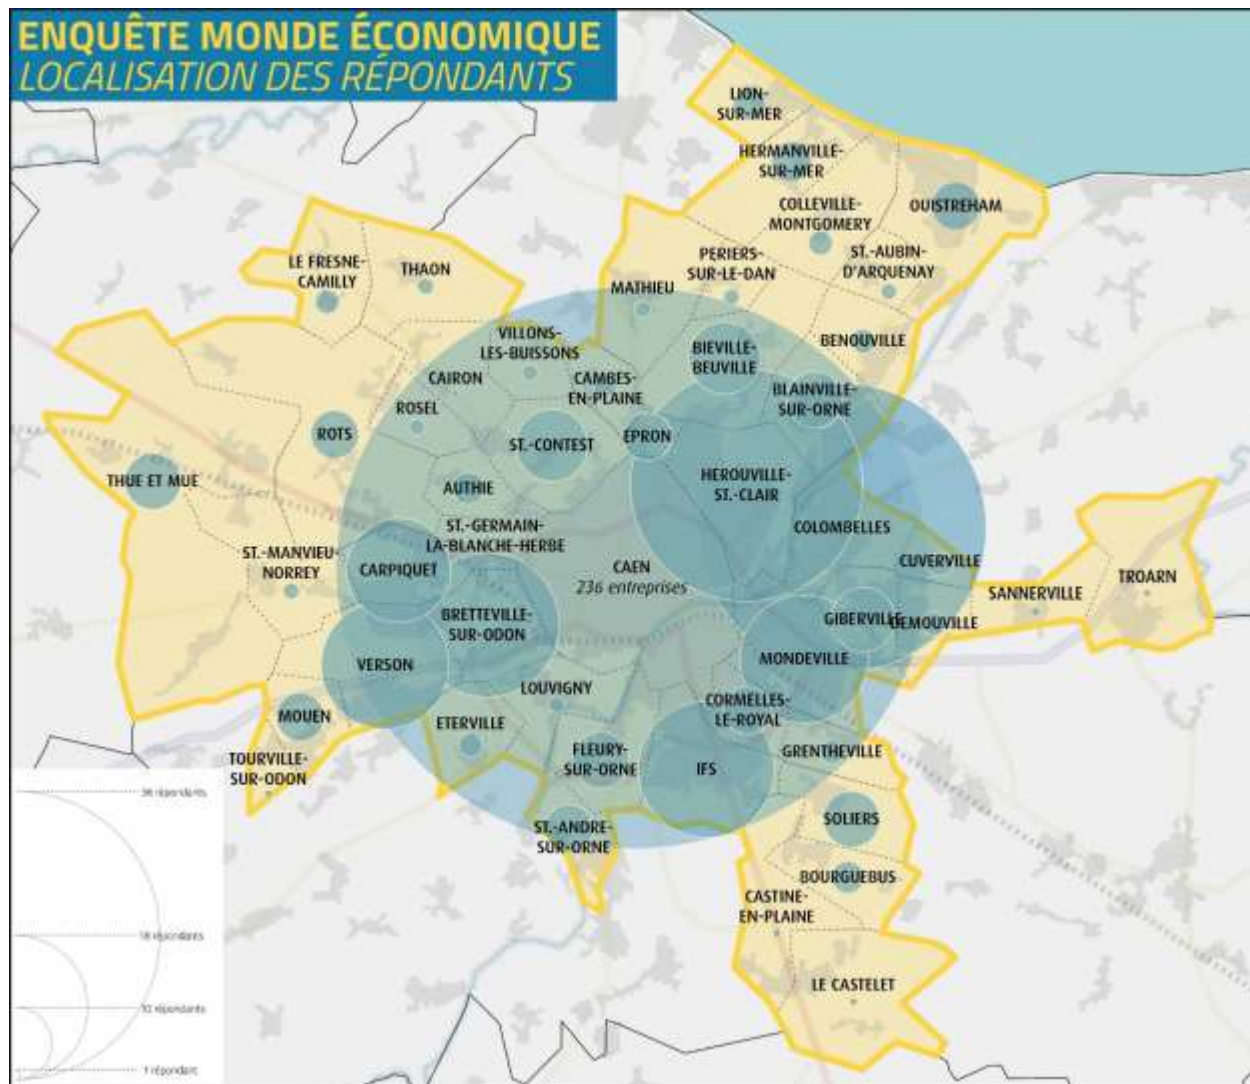 ENQUÊTE MONDE ÉCONOMIQUE
LOCALISATION DES RÉPONDANTS
LION-
SUR-MER
HERMANVILLE-
SUR-MER
COLLEVILLE-
MONTGOMERY
OUISTREHAM
ST.-AUBIN-
D'ARQUENAY
PERIERS-
SUR-LE-DAN
MATHIEU
LE FRESNE-
CAMILLY
THAON
VILLONS-
LES-BUISSONS
CAIRON
CAMBES-
EN-PLAINE
BIEVILLE-
BEUVILLE
BENOUVILLE
BLAINVILLE-
SUR-ORNE
ROSEL
ROTS
ST.-CONTEST
EPRON
THUE ET MUE
AUTHIE
HEROUVILLE-
ST.-CLAIR
COLOMBELLES
ST.-GERMAIN-
LA-BLANCHE-HERBE
ST.-MANVIEU-
NORREY
CARPIQUET
CAEN
236 entreprises
CUVERVILLE
SANNERVILLE
TROARN
BRETTEVILLE-
SUR-ODON
GIBERVILLE
DEMOUVILLE
VERSON
MONDEVILLE
LOUVIGNY
CORMELLES-
LE-ROYAL
MOUEN
ETERVILLE
FLEURY-
SUR-ORNE
IFS
GRENTHEVILLE
TOURVILLE-
SUR-ODON
ST.-ANDRE-
SUR-ORNE
SOLIERS
BOURGUEBUS
CASTINE-
EN-PLAINE
LE CASTELET
répondants
18 répondants
10 répondants
1 répondant